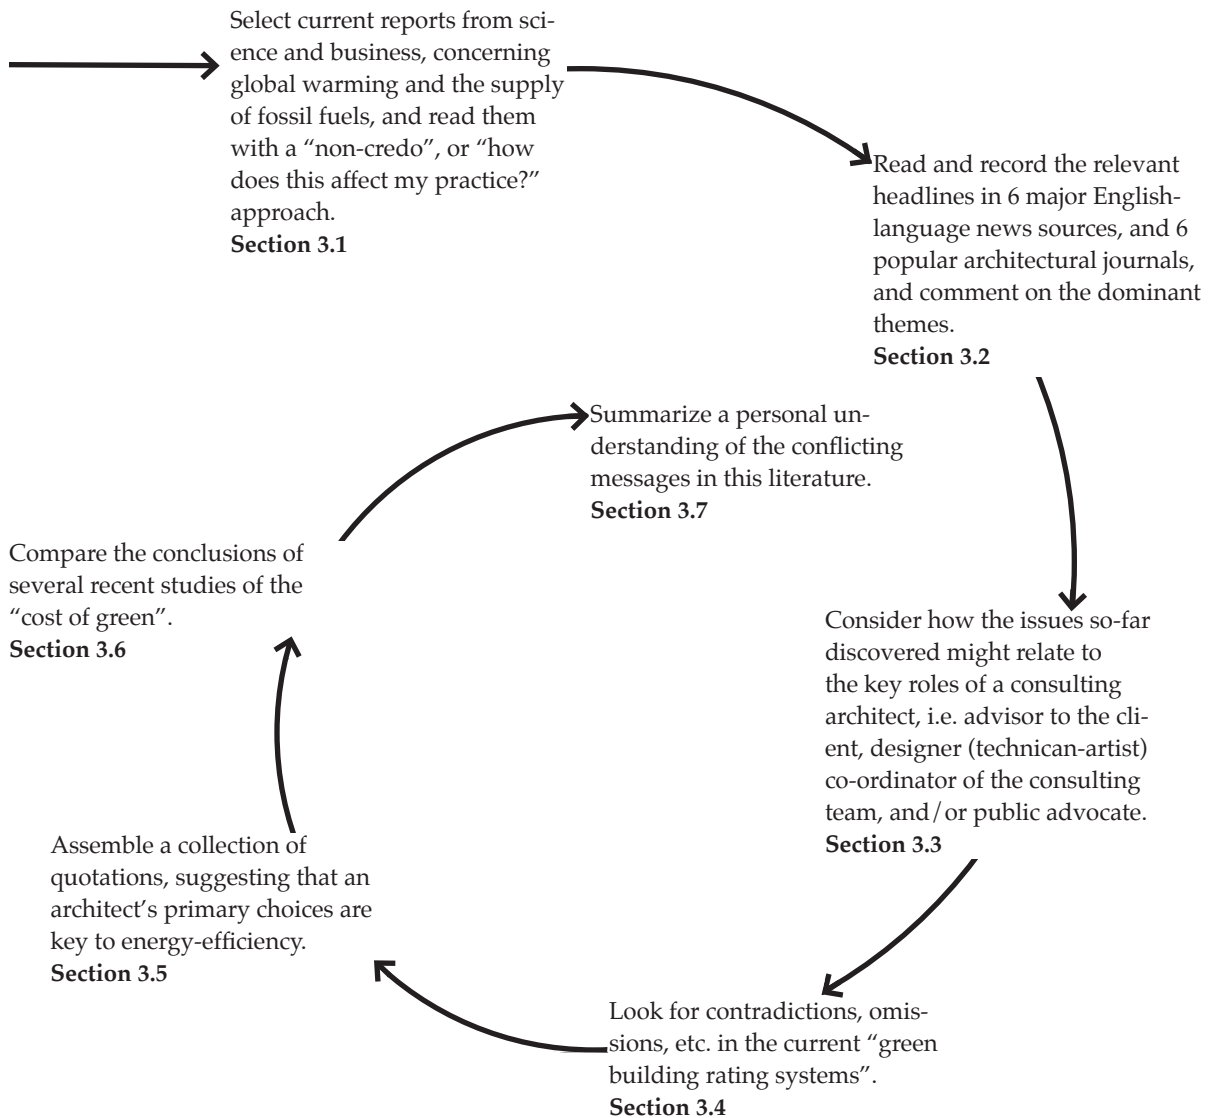 Select current reports from sci-
ence and business, concerning
global warming and the supply
of fossil fuels, and read them
with a “non-credo”, or “how
does this affect my practice?”
approach.
Section 3.1
Read and record the relevant
headlines in 6 major English-
language news sources, and 6
popular architectural journals,
and comment on the dominant
themes.
Section 3.2
Consider how the issues so-far
discovered might relate to
the key roles of a consulting
architect, i.e. advisor to the cli-
ent, designer (technican-artist)
co-ordinator of the consulting
team, and/or public advocate.
Section 3.3
Look for contradictions, omis-
sions, etc. in the current “green
building rating systems”.
Section 3.4
Assemble a collection of
quotations, suggesting that an
architect’s primary choices are
key to energy-efficiency.
Section 3.5
Compare the conclusions of
several recent studies of the
“cost of green”.
Section 3.6
Summarize a personal un-
derstanding of the conflicting
messages in this literature.
Section 3.7